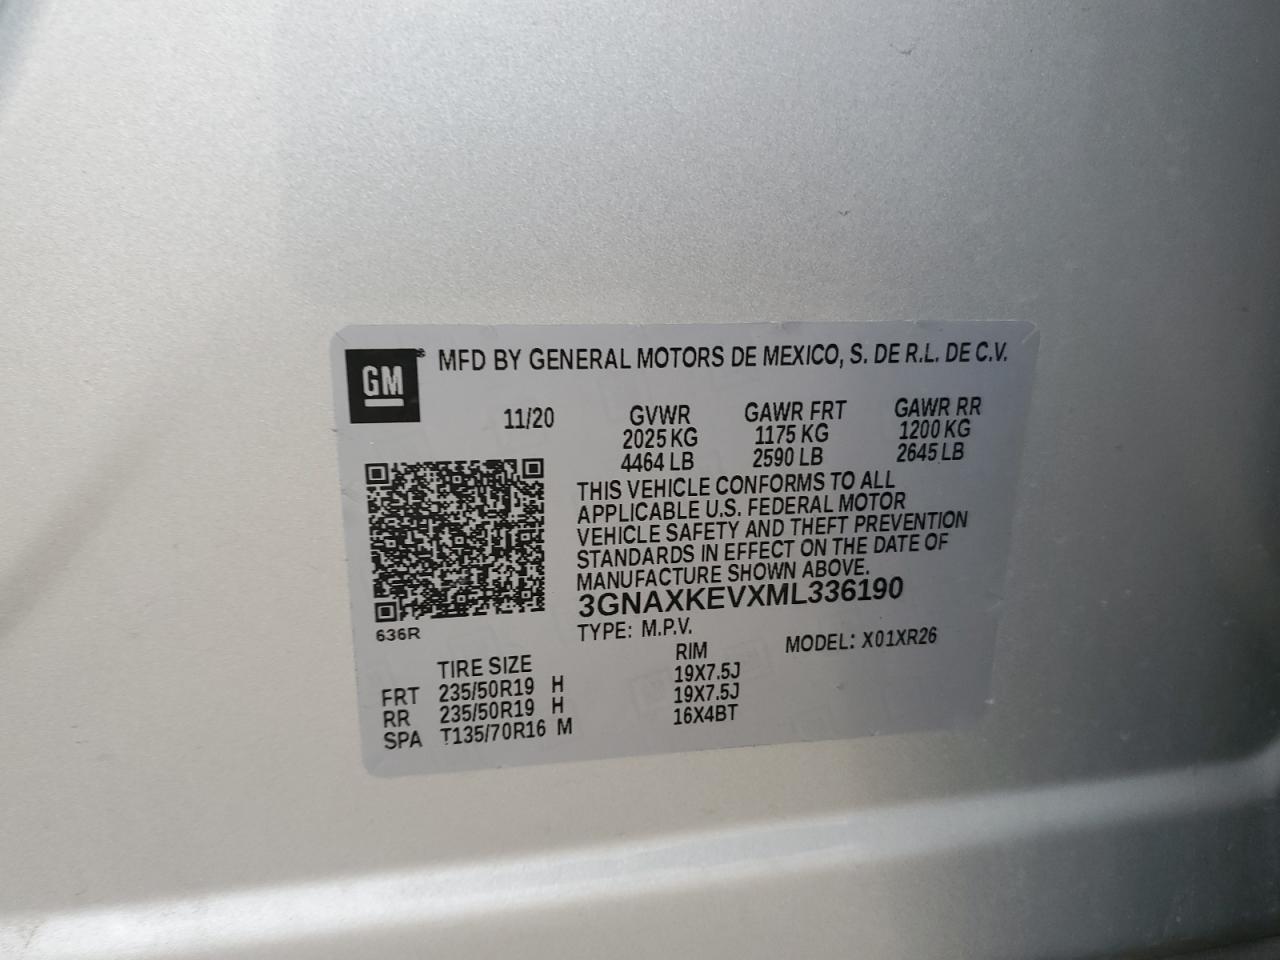 GM
MFD BY GENERAL MOTORS DE MEXICO, S. DE R.L. DE C.V.
11/20 GVWR GAWR FRT GAWR RR
2025 KG 1175 KG 1200 KG
4464 LB 2590 LB 2645 LB
THIS VEHICLE CONFORMS TO ALL
APPLICABLE U.S. FEDERAL MOTOR
VEHICLE SAFETY AND THEFT PREVENTION
STANDARDS IN EFFECT ON THE DATE OF
MANUFACTURE SHOWN ABOVE.
3GNAXKEVXML336190
636R
TYPE: M.P.V. MODEL: X01XR26
TIRE SIZE RIM
FRT 235/50R19 H 19X7.5J
RR 235/50R19 H 19X7.5J
SPA T135/70R16 M 16X4BT